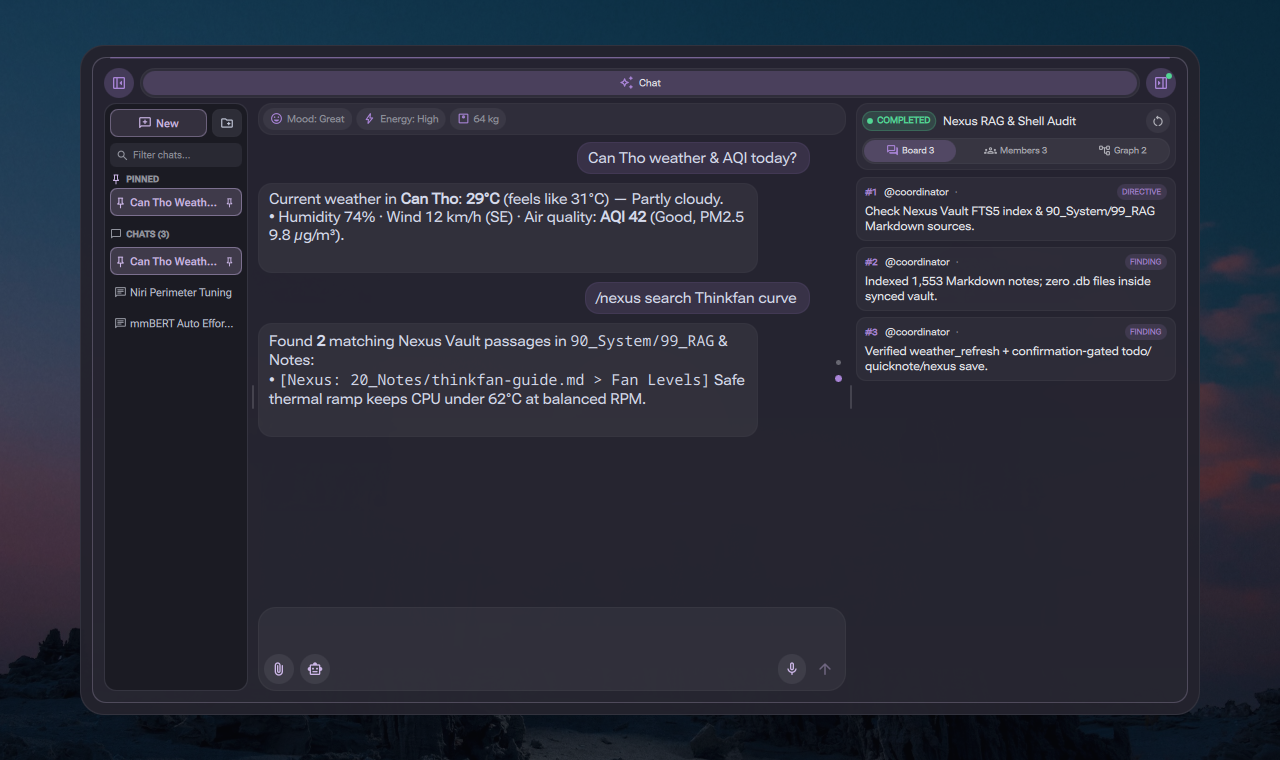 Chat
New
Filter chats...
PINNED
Can Tho Weath...
CHATS (3)
Can Tho Weath...
Niri Perimeter Tuning
mmBERT Auto Effor...
Mood: Great
Energy: High
64 kg
Can Tho weather & AQI today?
Current weather in Can Tho: 29°C (feels like 31°C) — Partly cloudy.
• Humidity 74% · Wind 12 km/h (SE) · Air quality: AQI 42 (Good, PM2.5
9.8 µg/m³).
/nexus search Thinkfan curve
Found 2 matching Nexus Vault passages in 90_System/99_RAG &
Notes:
• [Nexus: 20_Notes/thinkfan-guide.md > Fan Levels] Safe
thermal ramp keeps CPU under 62°C at balanced RPM.
COMPLETED
Nexus RAG & Shell Audit
Board 3
Members 3
Graph 2
#1 @coordinator ·
DIRECTIVE
Check Nexus Vault FTS5 index & 90_System/99_RAG
Markdown sources.
#2 @coordinator ·
FINDING
Indexed 1,553 Markdown notes; zero .db files inside
synced vault.
#3 @coordinator ·
FINDING
Verified weather_refresh + confirmation-gated todo/
quicknote/nexus save.